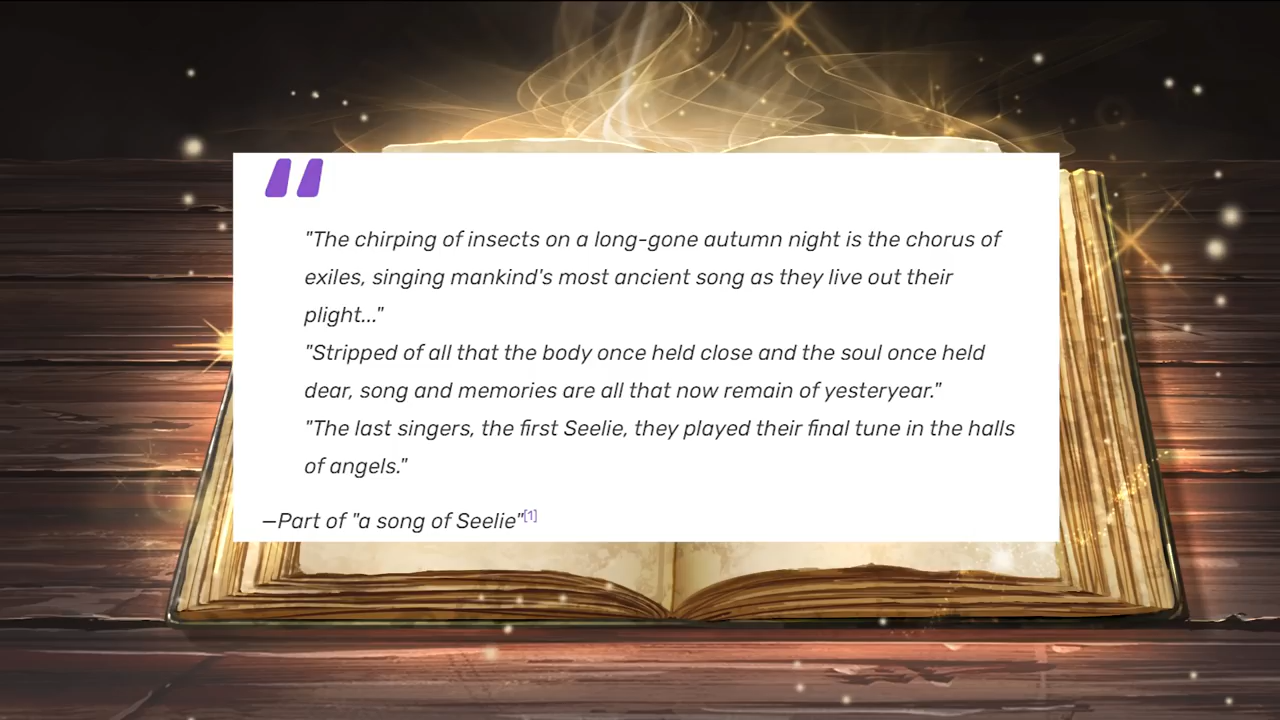 "The chirping of insects on a long-gone autumn night is the chorus of
exiles, singing mankind's most ancient song as they live out their
plight..."
"Stripped of all that the body once held close and the soul once held
dear, song and memories are all that now remain of yesteryear."
"The last singers, the first Seelie, they played their final tune in the halls
of angels."
—Part of "a song of Seelie"[1]